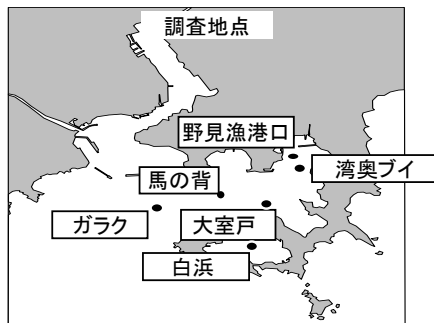 調査地点
野見漁港口
湾奥ブイ
馬の背
ガラク
大室戸
白浜